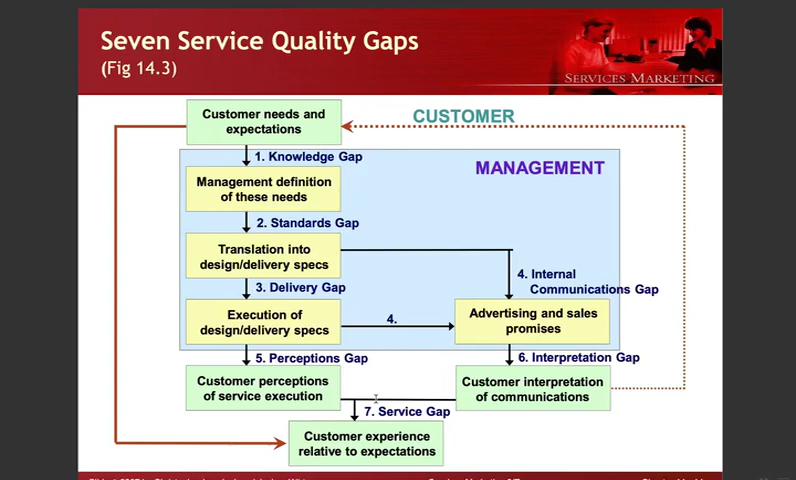 Seven Service Quality Gaps
(Fig 14.3)
SERVICES MARKETING
Customer needs and
expectations
CUSTOMER
1. Knowledge Gap
MANAGEMENT
Management definition
of these needs
2. Standards Gap
Translation into
design/delivery specs
4. Internal
Communications Gap
3. Delivery Gap
Execution of
design/delivery specs
4.
Advertising and sales
promises
5. Perceptions Gap
6. Interpretation Gap
Customer perceptions
of service execution
Customer interpretation
of communications
7. Service Gap
Customer experience
relative to expectations